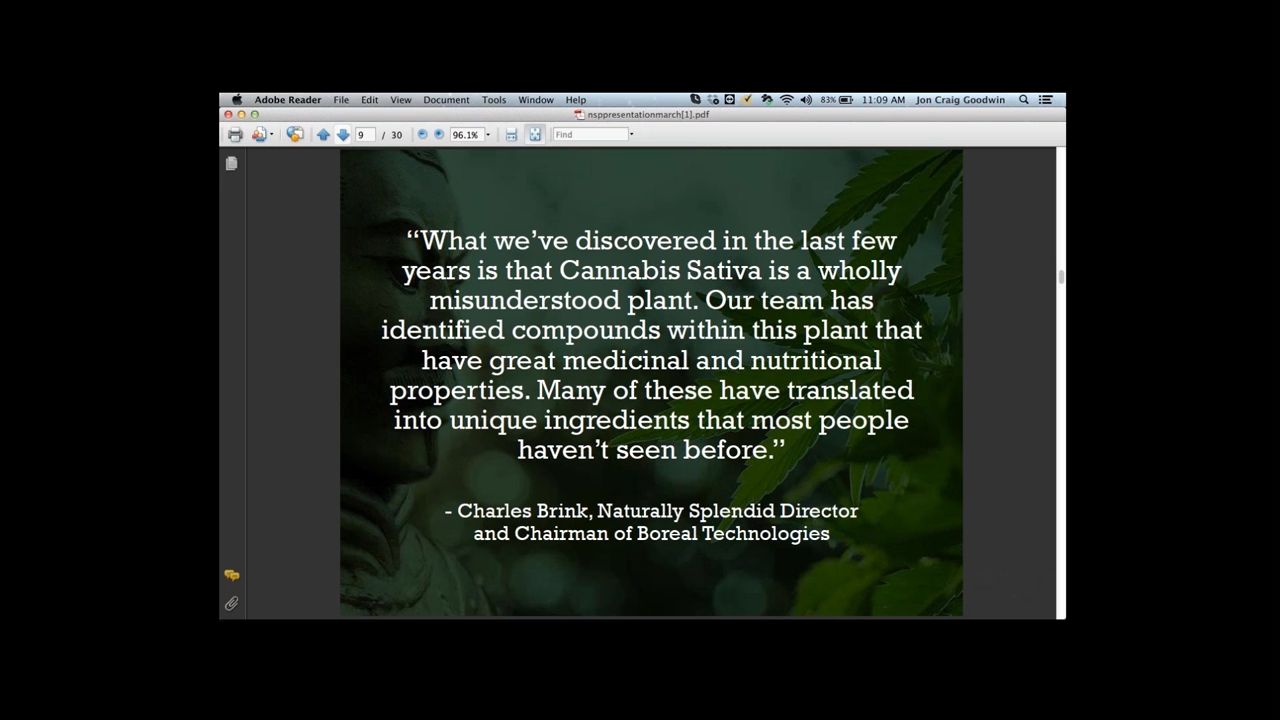 Adobe Reader File Edit View Document Tools Window Help 83% 11:09 AM Jon Craig Goodwin
nsppresentationmarch[1].pdf
9 / 30 96.1% Find
“What we’ve discovered in the last few
years is that Cannabis Sativa is a wholly
misunderstood plant. Our team has
identified compounds within this plant that
have great medicinal and nutritional
properties. Many of these have translated
into unique ingredients that most people
haven’t seen before.”
- Charles Brink, Naturally Splendid Director
and Chairman of Boreal Technologies